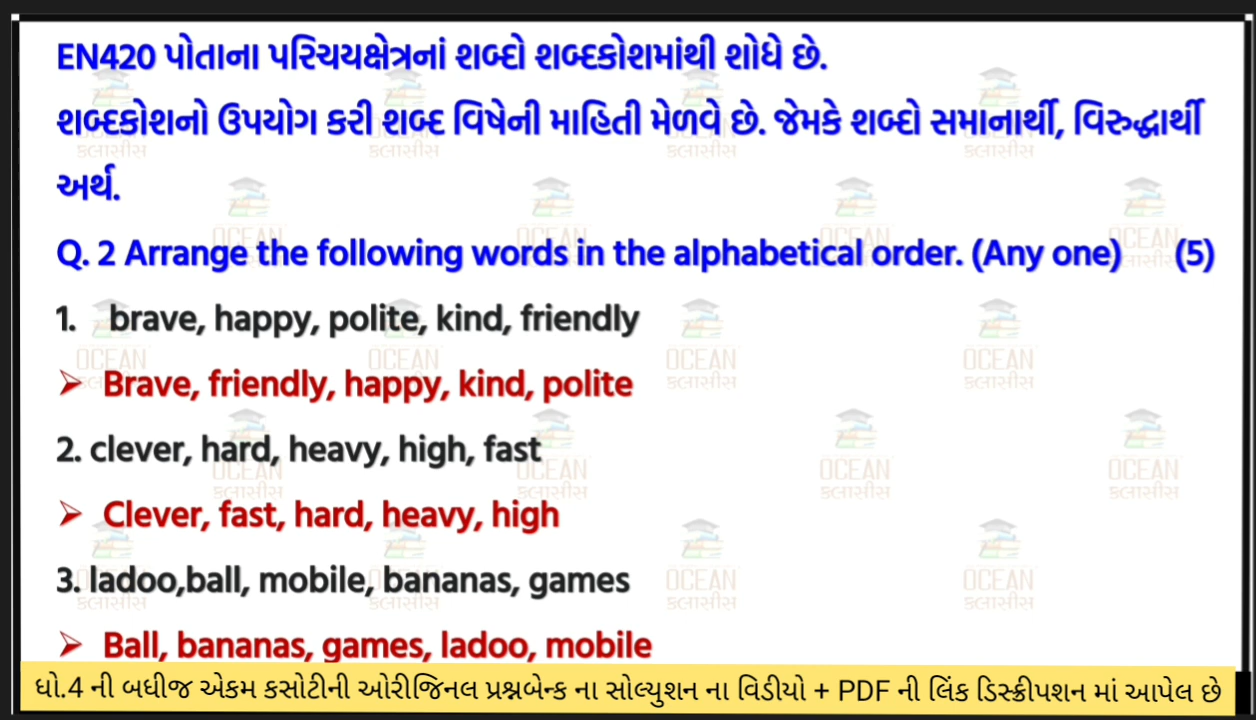 EN420 પોતાના પરિચયક્ષેત્રનાં શબ્દો શબ્દકોશમાંથી શોધે છે.
શબ્દકોશનો ઉપયોગ કરી શબ્દ વિષેની માહિતી મેળવે છે. જેમકે શબ્દો સમાનાર્થી, વિરુદ્ધાર્થી
અર્થ.
Q. 2 Arrange the following words in the alphabetical order. (Any one) (5)
1. brave, happy, polite, kind, friendly
➢ Brave, friendly, happy, kind, polite
2. clever, hard, heavy, high, fast
➢ Clever, fast, hard, heavy, high
3. ladoo,ball, mobile, bananas, games
➢ Ball, bananas, games, ladoo, mobile
ધો.4 ની બધીજ એકમ કસોટીની ઓરીજિનલ પ્રશ્નબેન્ક ના સોલ્યુશન ના વિડીયો + PDF ની લિંક ડિસ્ક્રીપશન માં આપેલ છે
OCEAN
કલાસીસ